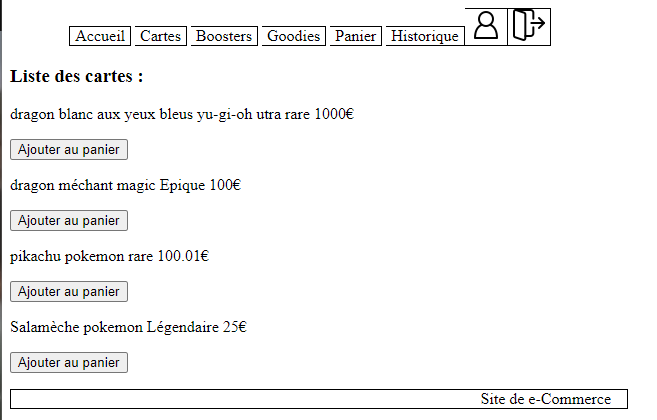 Accueil Cartes Boosters Goodies Panier Historique
Liste des cartes :
dragon blanc aux yeux bleus yu-gi-oh utra rare 1000€
Ajouter au panier
dragon méchant magic Epique 100€
Ajouter au panier
pikachu pokemon rare 100.01€
Ajouter au panier
Salamèche pokemon Légendaire 25€
Ajouter au panier
Site de e-Commerce